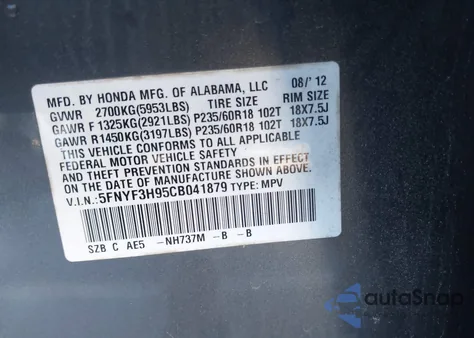 MFD. BY HONDA MFG. OF ALABAMA, LLC 08/'12
GVWR 2700KG(5953LBS) TIRE SIZE RIM SIZE
GAWR F 1325KG(2921LBS) P235/60R18 102T 18X7.5J
GAWR R 1450KG(3197LBS) P235/60R18 102T 18X7.5J
THIS VEHICLE CONFORMS TO ALL APPLICABLE
FEDERAL MOTOR VEHICLE SAFETY
AND THEFT PREVENTION STANDARDS IN EFFECT
ON THE DATE OF MANUFACTURE SHOWN ABOVE.
V.I.N.: 5FNYF3H95CB041879 TYPE: MPV
SZB C AE5 -NH737M -B -B
autoSnap